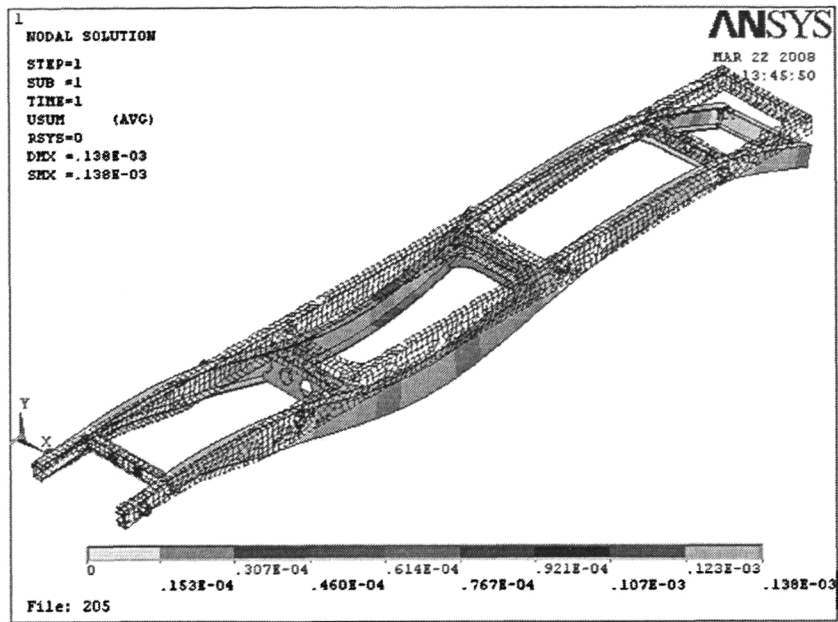 1
NODAL SOLUTION
STEP=1
SUB =1
TIME=1
USUM (AVG)
RSYS=0
DMX =.138E-03
SMX =.138E-03
ANSYS
MAR 22 2008
13:45:50
Y
X
0 .307E-04 .614E-04 .921E-04 .123E-03
.153E-04 .460E-04 .767E-04 .107E-03 .138E-03
File: 205